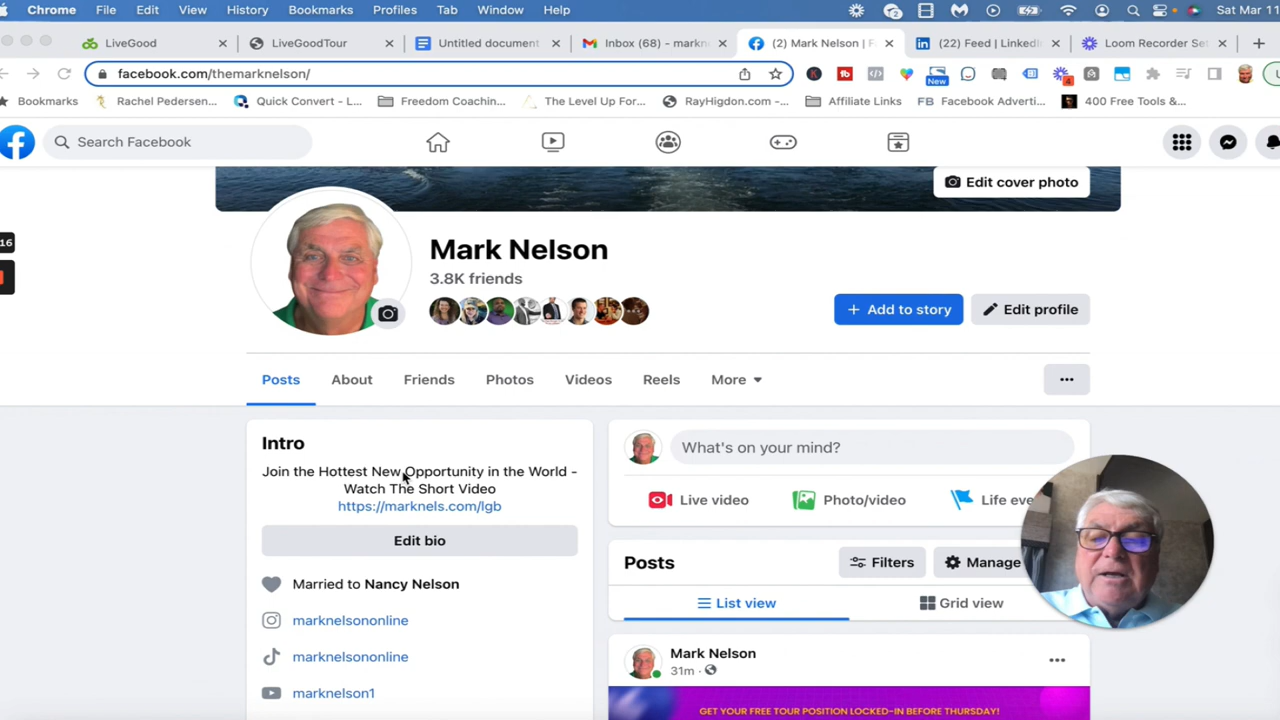 Chrome File Edit View History Bookmarks Profiles Tab Window Help Sat Mar 11
LiveGood LiveGoodTour Untitled document Inbox (68) - markn (2) Mark Nelson | F (22) Feed | LinkedI Loom Recorder Set
facebook.com/themarknelson/ New 4
Bookmarks Rachel Pedersen... Quick Convert - L... Freedom Coachin... The Level Up For... RayHigdon.com -... Affiliate Links FB Facebook Adverti... 400 Free Tools &...
Search Facebook
Edit cover photo
16
Mark Nelson
3.8K friends
+ Add to story Edit profile
Posts About Friends Photos Videos Reels More
Intro
Join the Hottest New Opportunity in the World -
Watch The Short Video
https://marknels.com/lgb
Edit bio
Married to Nancy Nelson
marknelsononline
marknelsononline
marknelson1
What's on your mind?
Live video Photo/video Life eve
Posts Filters Manage
List view Grid view
Mark Nelson
31m
GET YOUR FREE TOUR POSITION LOCKED-IN BEFORE THURSDAY!